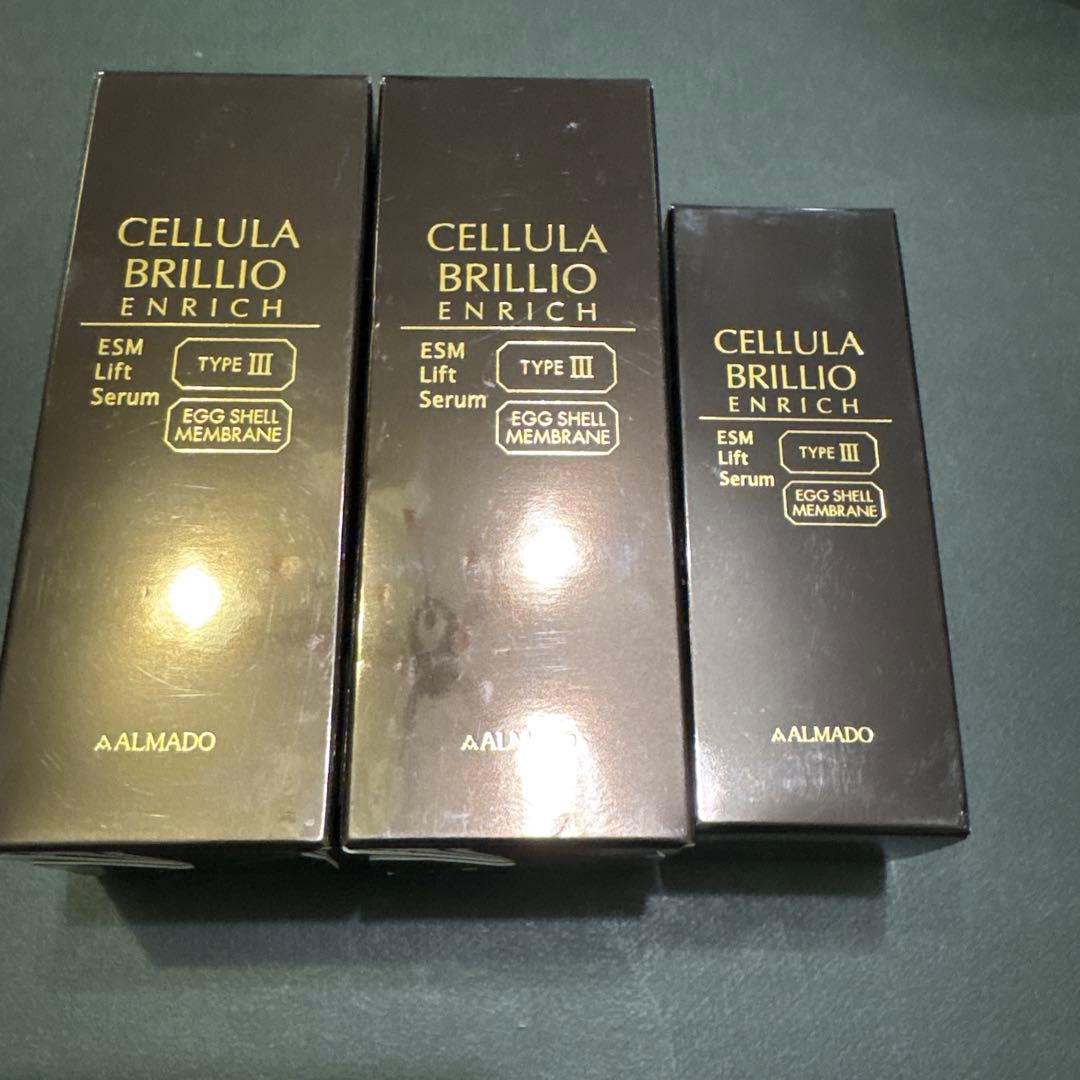 CELLULA
BRILLIO
ENRICH
ESM
Lift
Serum
TYPE III
EGG SHELL
MEMBRANE
ALMADO
CELLULA
BRILLIO
ENRICH
ESM
Lift
Serum
TYPE III
EGG SHELL
MEMBRANE
CELLULA
BRILLIO
ENRICH
ESM
Lift
Serum
TYPE III
EGG SHELL
MEMBRANE
ALMADO